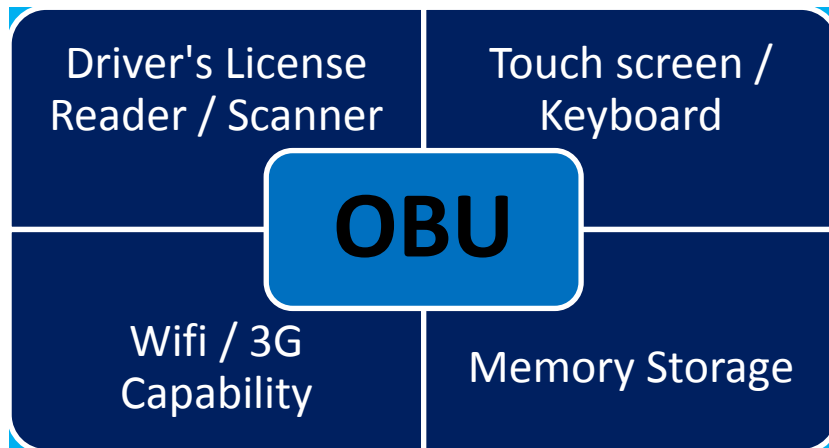 Driver's License
Reader / Scanner
Touch screen /
Keyboard
OBU
Wifi / 3G
Capability
Memory Storage